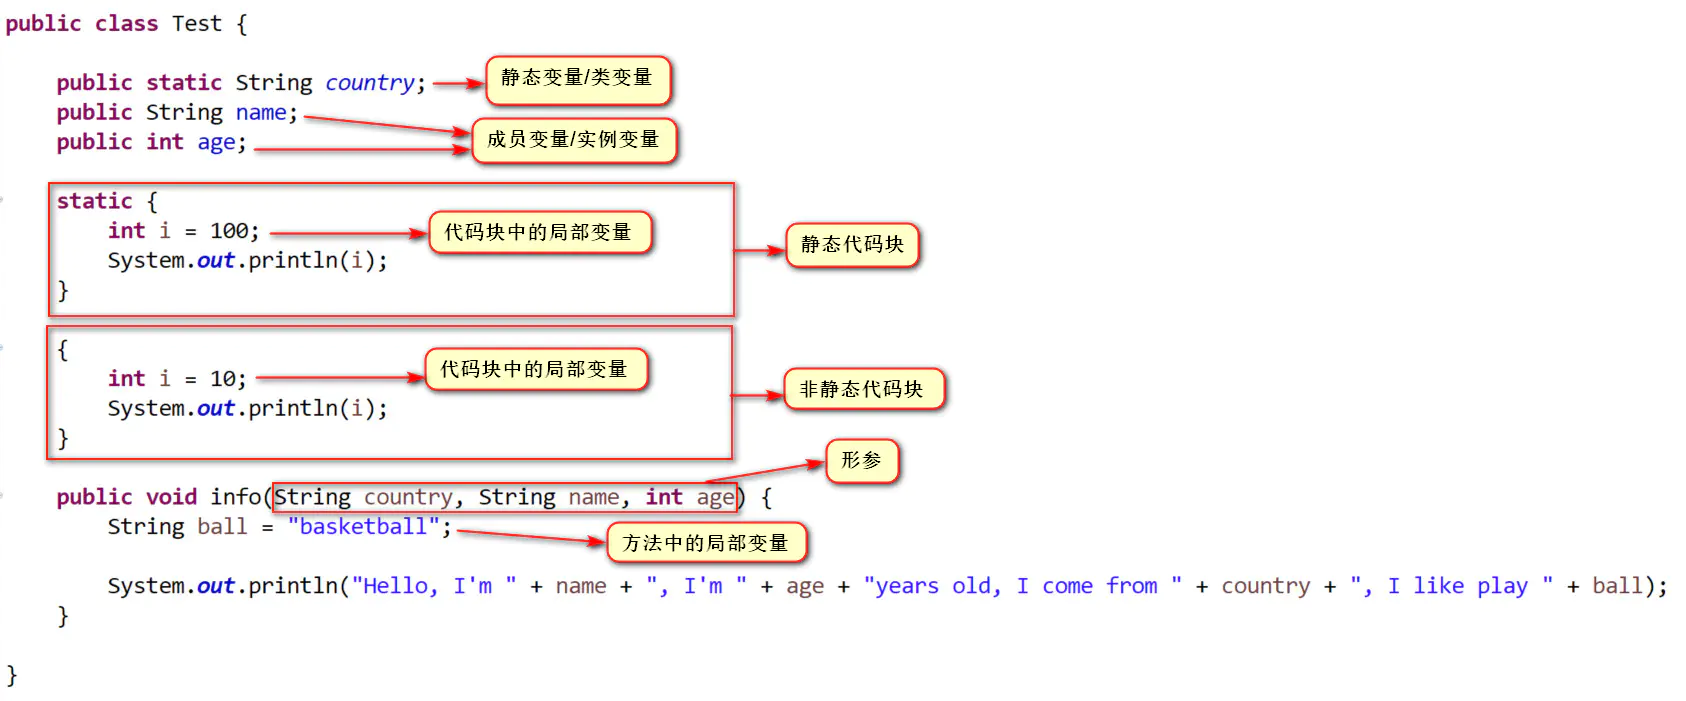 public class Test {
public static String country;
静态变量/类变量
public String name;
成员变量/实例变量
public int age;
static {
int i = 100;
代码块中的局部变量
静态代码块
System.out.println(i);
}
{
int i = 10;
代码块中的局部变量
非静态代码块
System.out.println(i);
}
形参
public void info(String country, String name, int age) {
String ball = "basketball";
方法中的局部变量
System.out.println("Hello, I'm " + name + ", I'm " + age + "years old, I come from " + country + ", I like play " + ball);
}
}